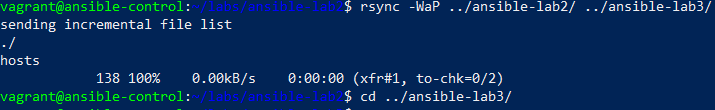 vagrant@ansible-control:~/labs/ansible-lab2$ rsync -WaP ../ansible-lab2/ ../ansible-lab3/
sending incremental file list
./
hosts
138 100% 0.00kB/s 0:00:00 (xfr#1, to-chk=0/2)
vagrant@ansible-control:~/labs/ansible-lab2$ cd ../ansible-lab3/